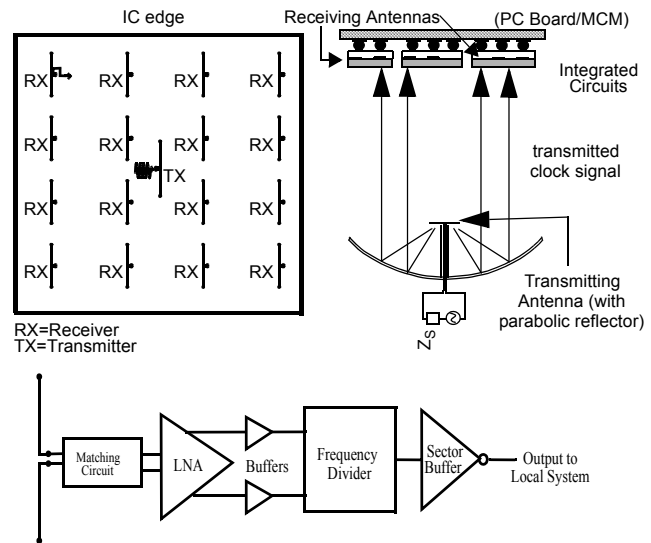 IC edge
RX RX RX RX
RX RX RX RX
TX
RX RX RX RX
RX RX RX RX
RX=Receiver
TX=Transmitter
Receiving Antennas
(PC Board/MCM)
Integrated
Circuits
transmitted
clock signal
Transmitting
Antenna (with
parabolic reflector)
ZS
Matching
Circuit
LNA
Buffers
Frequency
Divider
Sector
Buffer
Output to
Local System